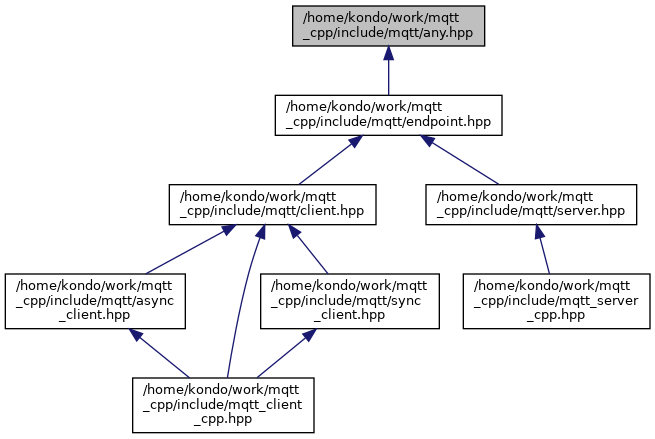 /home/kondo/work/mqtt
_cpp/include/mqtt/any.hpp
/home/kondo/work/mqtt
_cpp/include/mqtt/endpoint.hpp
/home/kondo/work/mqtt
_cpp/include/mqtt/client.hpp
/home/kondo/work/mqtt
_cpp/include/mqtt/server.hpp
/home/kondo/work/mqtt
_cpp/include/mqtt/async
_client.hpp
/home/kondo/work/mqtt
_cpp/include/mqtt/sync
_client.hpp
/home/kondo/work/mqtt
_cpp/include/mqtt_server
_cpp.hpp
/home/kondo/work/mqtt
_cpp/include/mqtt_client
_cpp.hpp